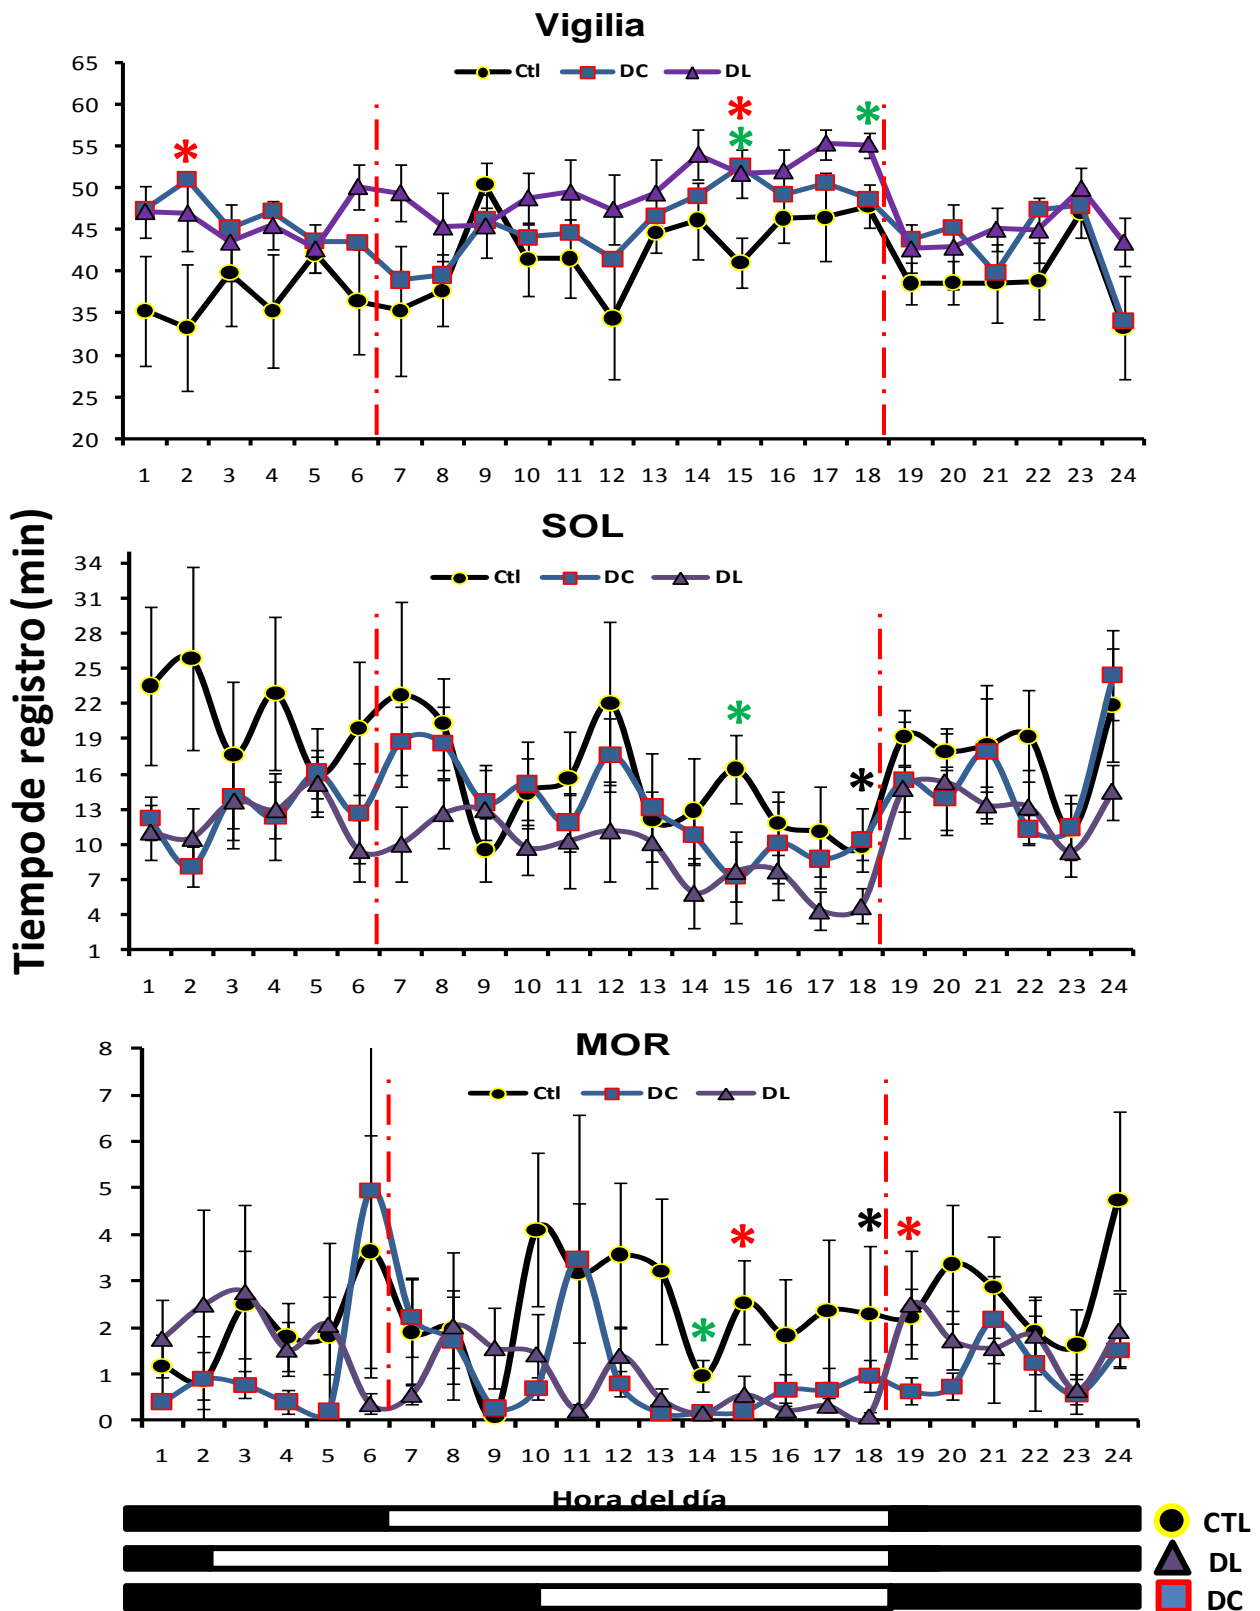 Vigilia
Ctl DC DL
65
60
55
50
45
40
35
30
25
20
* * * *
1 2 3 4 5 6 7 8 9 10 11 12 13 14 15 16 17 18 19 20 21 22 23 24
Tiempo de registro (min)
SOL
Ctl DC DL
34
31
28
25
22
19
16
13
10
7
4
1
* *
1 2 3 4 5 6 7 8 9 10 11 12 13 14 15 16 17 18 19 20 21 22 23 24
MOR
Ctl DC DL
8
7
6
5
4
3
2
1
0
* * * *
1 2 3 4 5 6 7 8 9 10 11 12 13 14 15 16 17 18 19 20 21 22 23 24
Hora del día
CTL
DL
DC